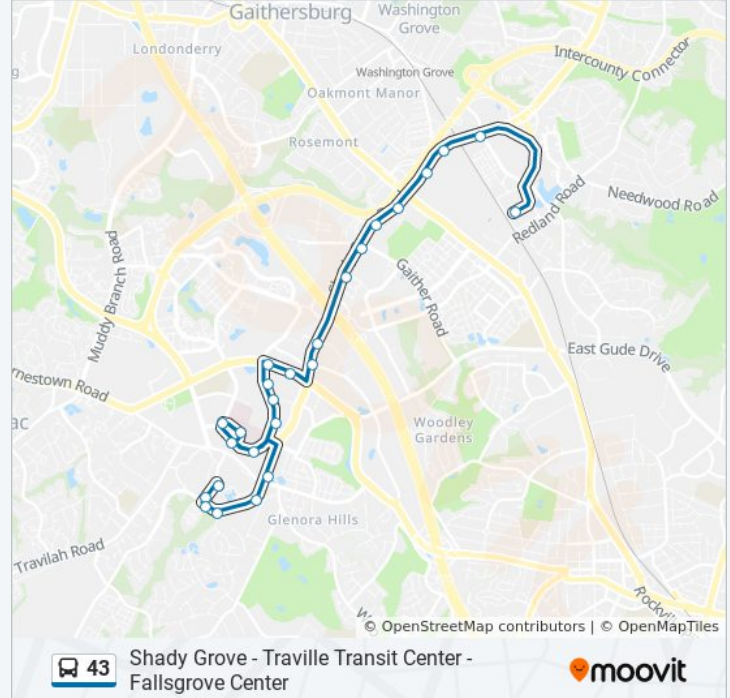 Gaithersburg
Washington
Grove
Londonderry
Intercounty Connector
Washington Grove
Oakmont Manor
Rosemont
Needwood Road
Redland Road
Muddy Branch Road
Gaither Road
East Gude Drive
Woodley
Gardens
Glenora Hills
Travilah Road
© OpenStreetMap contributors | © OpenMapTiles
43
Shady Grove - Traville Transit Center -
Fallsgrove Center
moovit